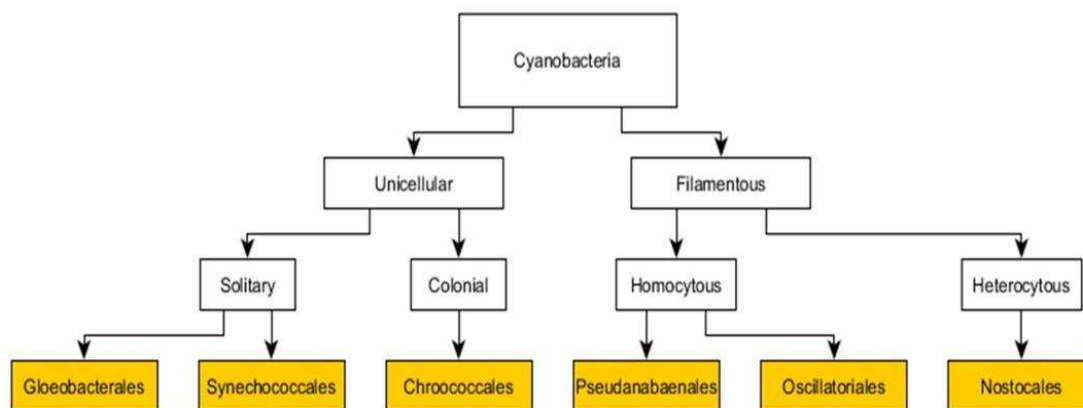 Cyanobacteria
Unicellular
Filamentous
Solitary
Colonial
Homocytous
Heterocytous
Gloeobacterales
Synechococcales
Chroococcales
Pseudanabaenales
Oscillatoriales
Nostocales